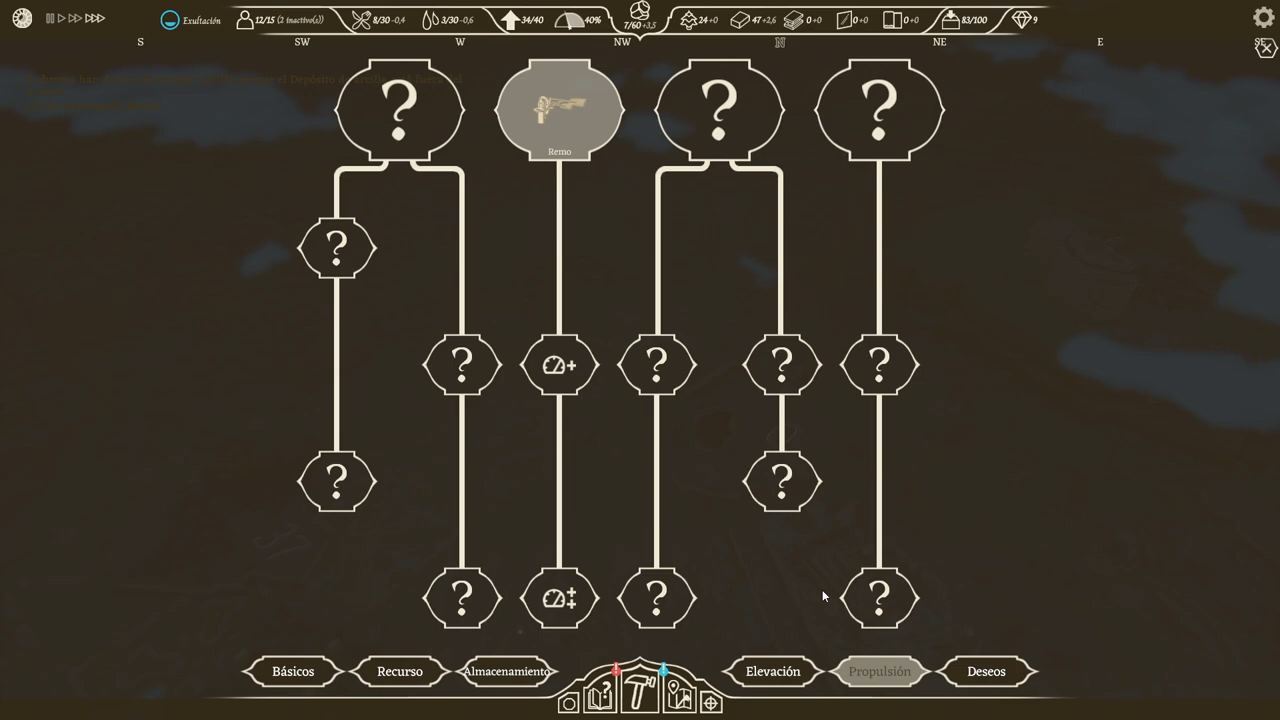 Exultación
12/15 (2 inactivo(s))
8/30 -0,4
3/30 -0,6
34/40
40%
7/60 +3,5
24 +0
47 +2,6
0 +0
0 +0
0 +0
83/100
9
S
SW
W
NW
N
NE
E
SE
?
Remo
?
?
?
?
?
?
?
?
?
?
?
?
Básicos
Recurso
Almacenamiento
Elevación
Propulsión
Deseos